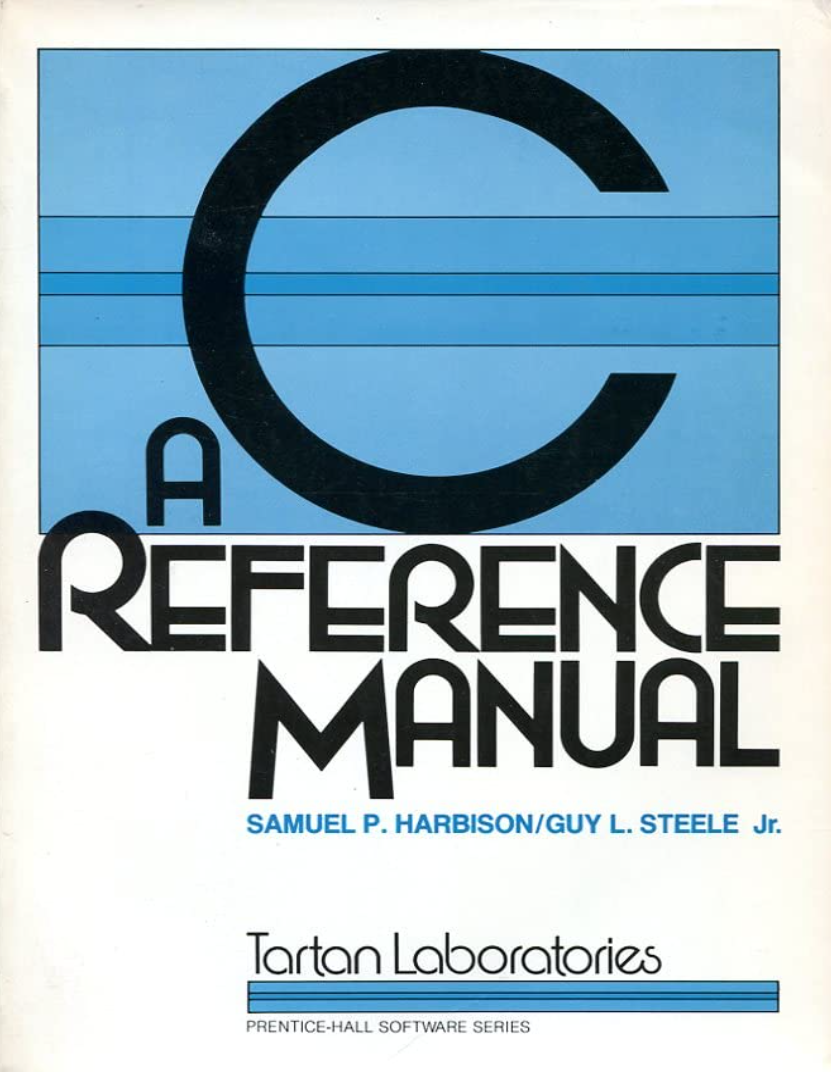 C
A
REFERENCE
MANUAL
SAMUEL P. HARBISON/GUY L. STEELE Jr.
Tartan Laboratories
PRENTICE-HALL SOFTWARE SERIES